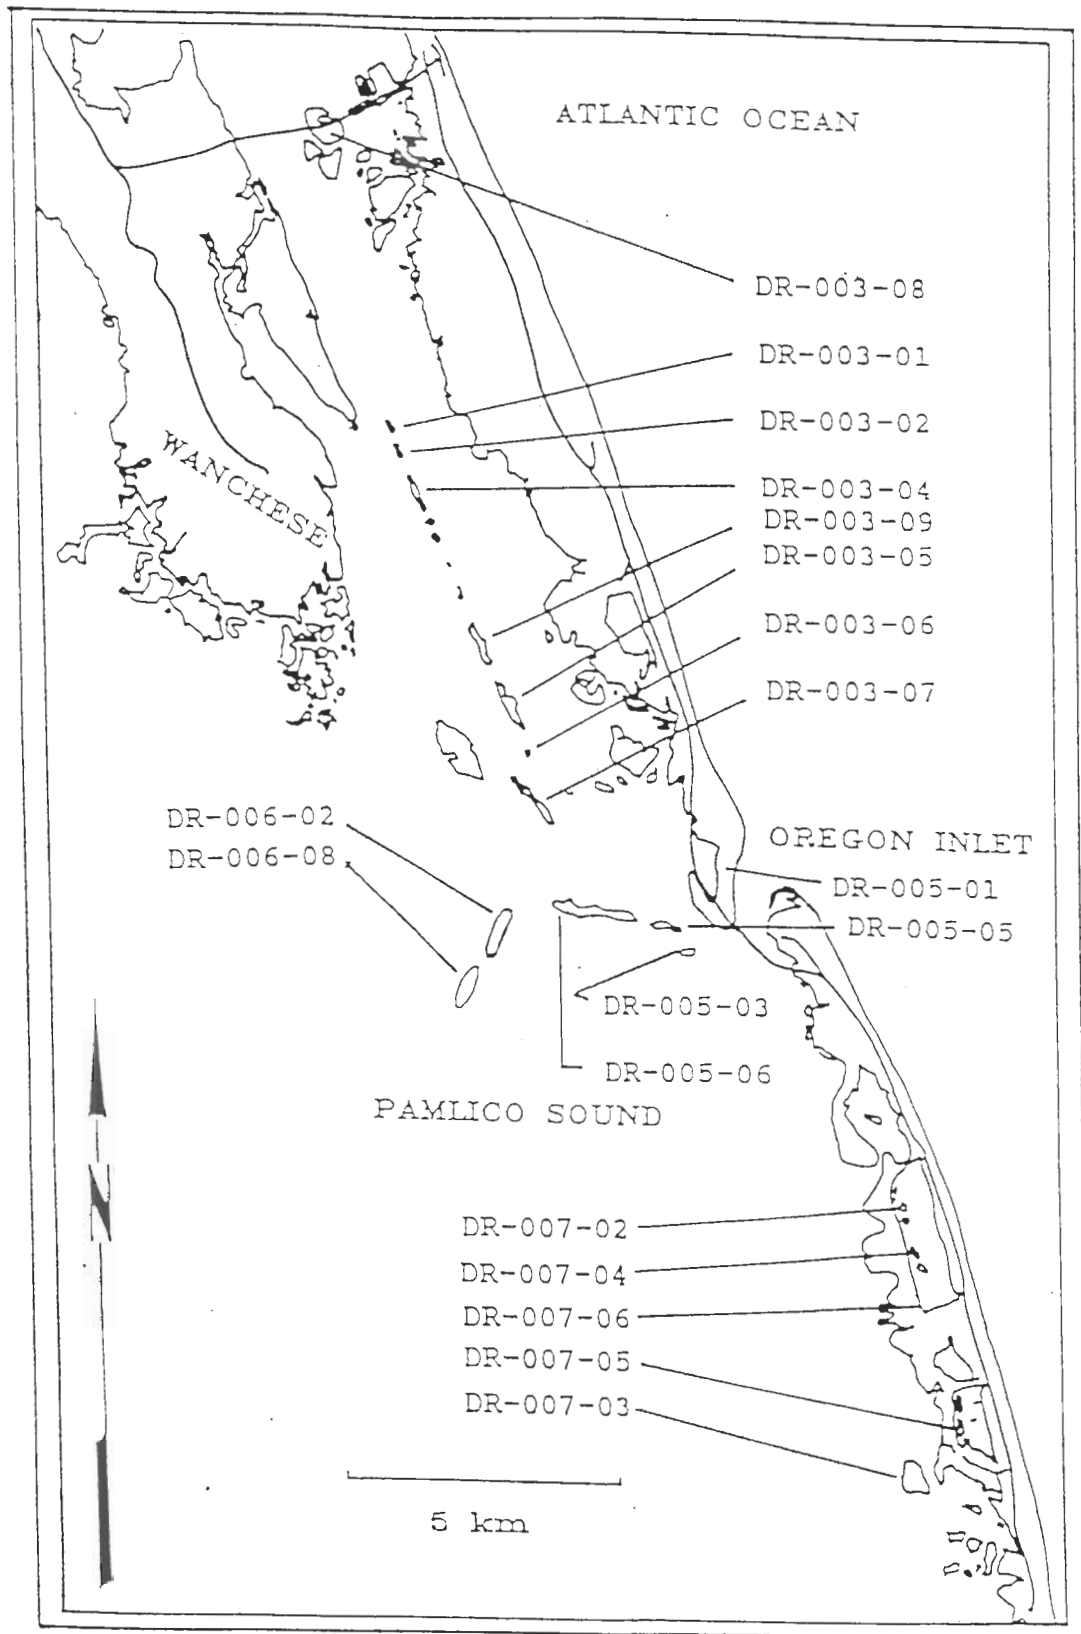 ATLANTIC OCEAN
DR-003-08
DR-003-01
DR-003-02
WANCHESE
DR-003-04
DR-003-09
DR-003-05
DR-003-06
DR-003-07
DR-006-02
DR-006-08
OREGON INLET
DR-005-01
DR-005-05
DR-005-03
DR-005-06
PAMLICO SOUND
N
DR-007-02
DR-007-04
DR-007-06
DR-007-05
DR-007-03
5 km